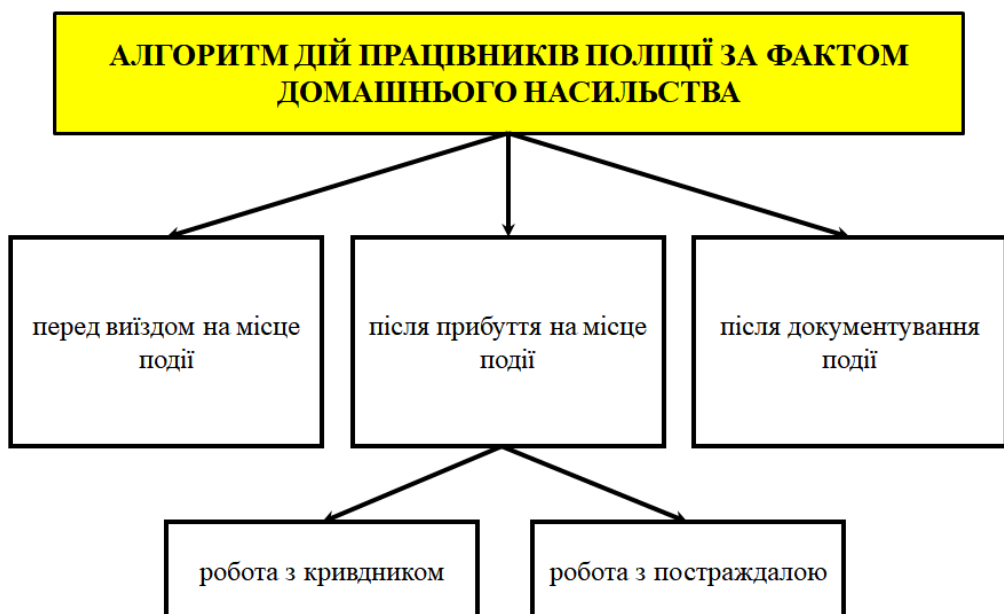 АЛГОРИТМ ДІЙ ПРАЦІВНИКІВ ПОЛІЦІЇ ЗА ФАКТОМ
ДОМАШНЬОГО НАСИЛЬСТВА
перед виїздом на місце
події
після прибуття на місце
події
після документування
події
робота з кривдником
робота з постраждалою